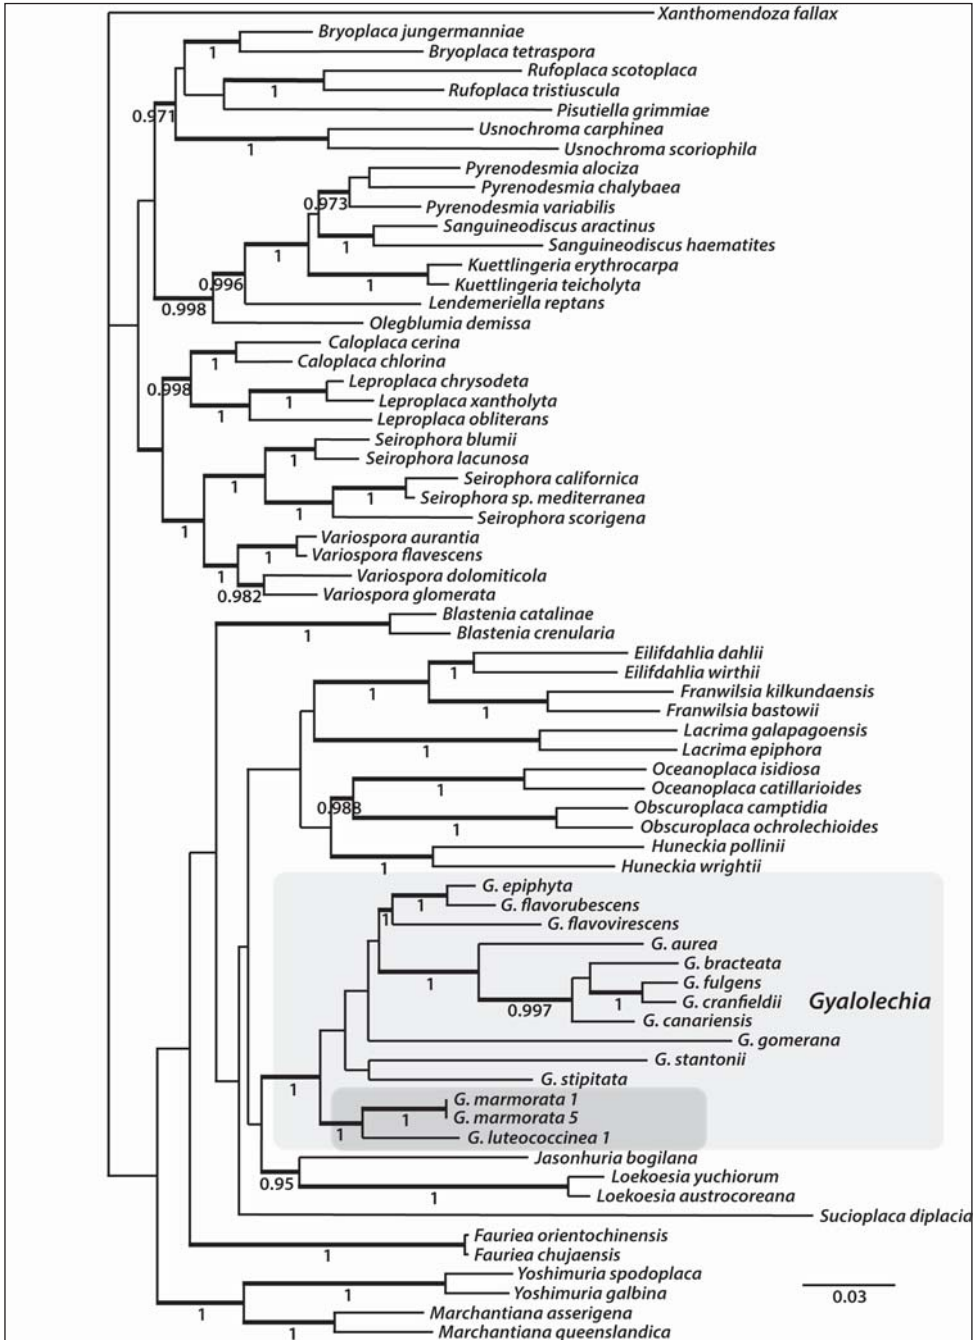 Xanthomendoza fallax
Bryoplaca jungermanniae
1
Bryoplaca tetraspora
Rufoplaca scotoplaca
1
Rufoplaca tristiuscula
0.971
Pisutiella grimmiae
Usnochroma carphinea
1
Usnochroma scoriophila
Pyrenodesmia alociza
Pyrenodesmia chalybaea
0.973
Pyrenodesmia variabilis
Sanguineodiscus aractinus
1
Sanguineodiscus haematites
1
Kuettlingeria erythrocarpa
1
Kuettlingeria teicholyta
0.996
Lendemeriella reptans
0.998
Olegblumia demissa
Caloplaca cerina
1
Caloplaca chlorina
Leproplaca chrysodeta
0.998
1
Leproplaca xantholyta
1
Leproplaca obliterans
Seirophora blumii
1
Seirophora lacunosa
1
Seirophora californica
1
Seirophora sp. mediterranea
1
Seirophora scorigena
1
Variospora aurantia
1
Variospora flavescens
1
Variospora dolomiticola
0.982
Variospora glomerata
Blastenia catalinae
1
Blastenia crenularia
Eilifdahlia dahlii
1
Eilifdahlia wirthii
1
Franwilsia kilkundaensis
1
Franwilsia bastowii
Lacrima galapagoensis
1
Lacrima epiphora
Oceanoplaca isidiosa
1
Oceanoplaca catillarioides
0.988
Obscuroplaca camptidia
1
Obscuroplaca ochrolechioides
Huneckia pollinii
1
Huneckia wrightii
G. epiphyta
1
G. flavorubescens
1
G. flavovirescens
G. aurea
G. bracteata
1
G. fulgens
1
G. cranfieldii
Gyalolechia
0.997
G. canariensis
G. gomerana
G. stantonii
G. stipitata
1
G. marmorata 1
1
G. marmorata 5
1
G. luteococcinea 1
Jasonhuria bogilana
0.95
Loekoesia yuchiorum
1
Loekoesia austrocoreana
Sucioplaca diplacia
Fauriea orientochinensis
1
Fauriea chujaensis
Yoshimuria spodoplaca
1
Yoshimuria galbina
1
Marchantiana asserigena
1
Marchantiana queenslandica
0.03